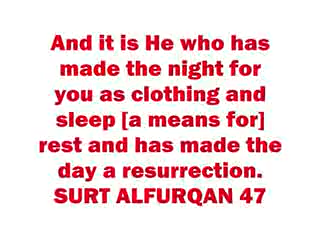 And it is He who has
made the night for
you as clothing and
sleep [a means for]
rest and has made the
day a resurrection.
SURT ALFURQAN 47